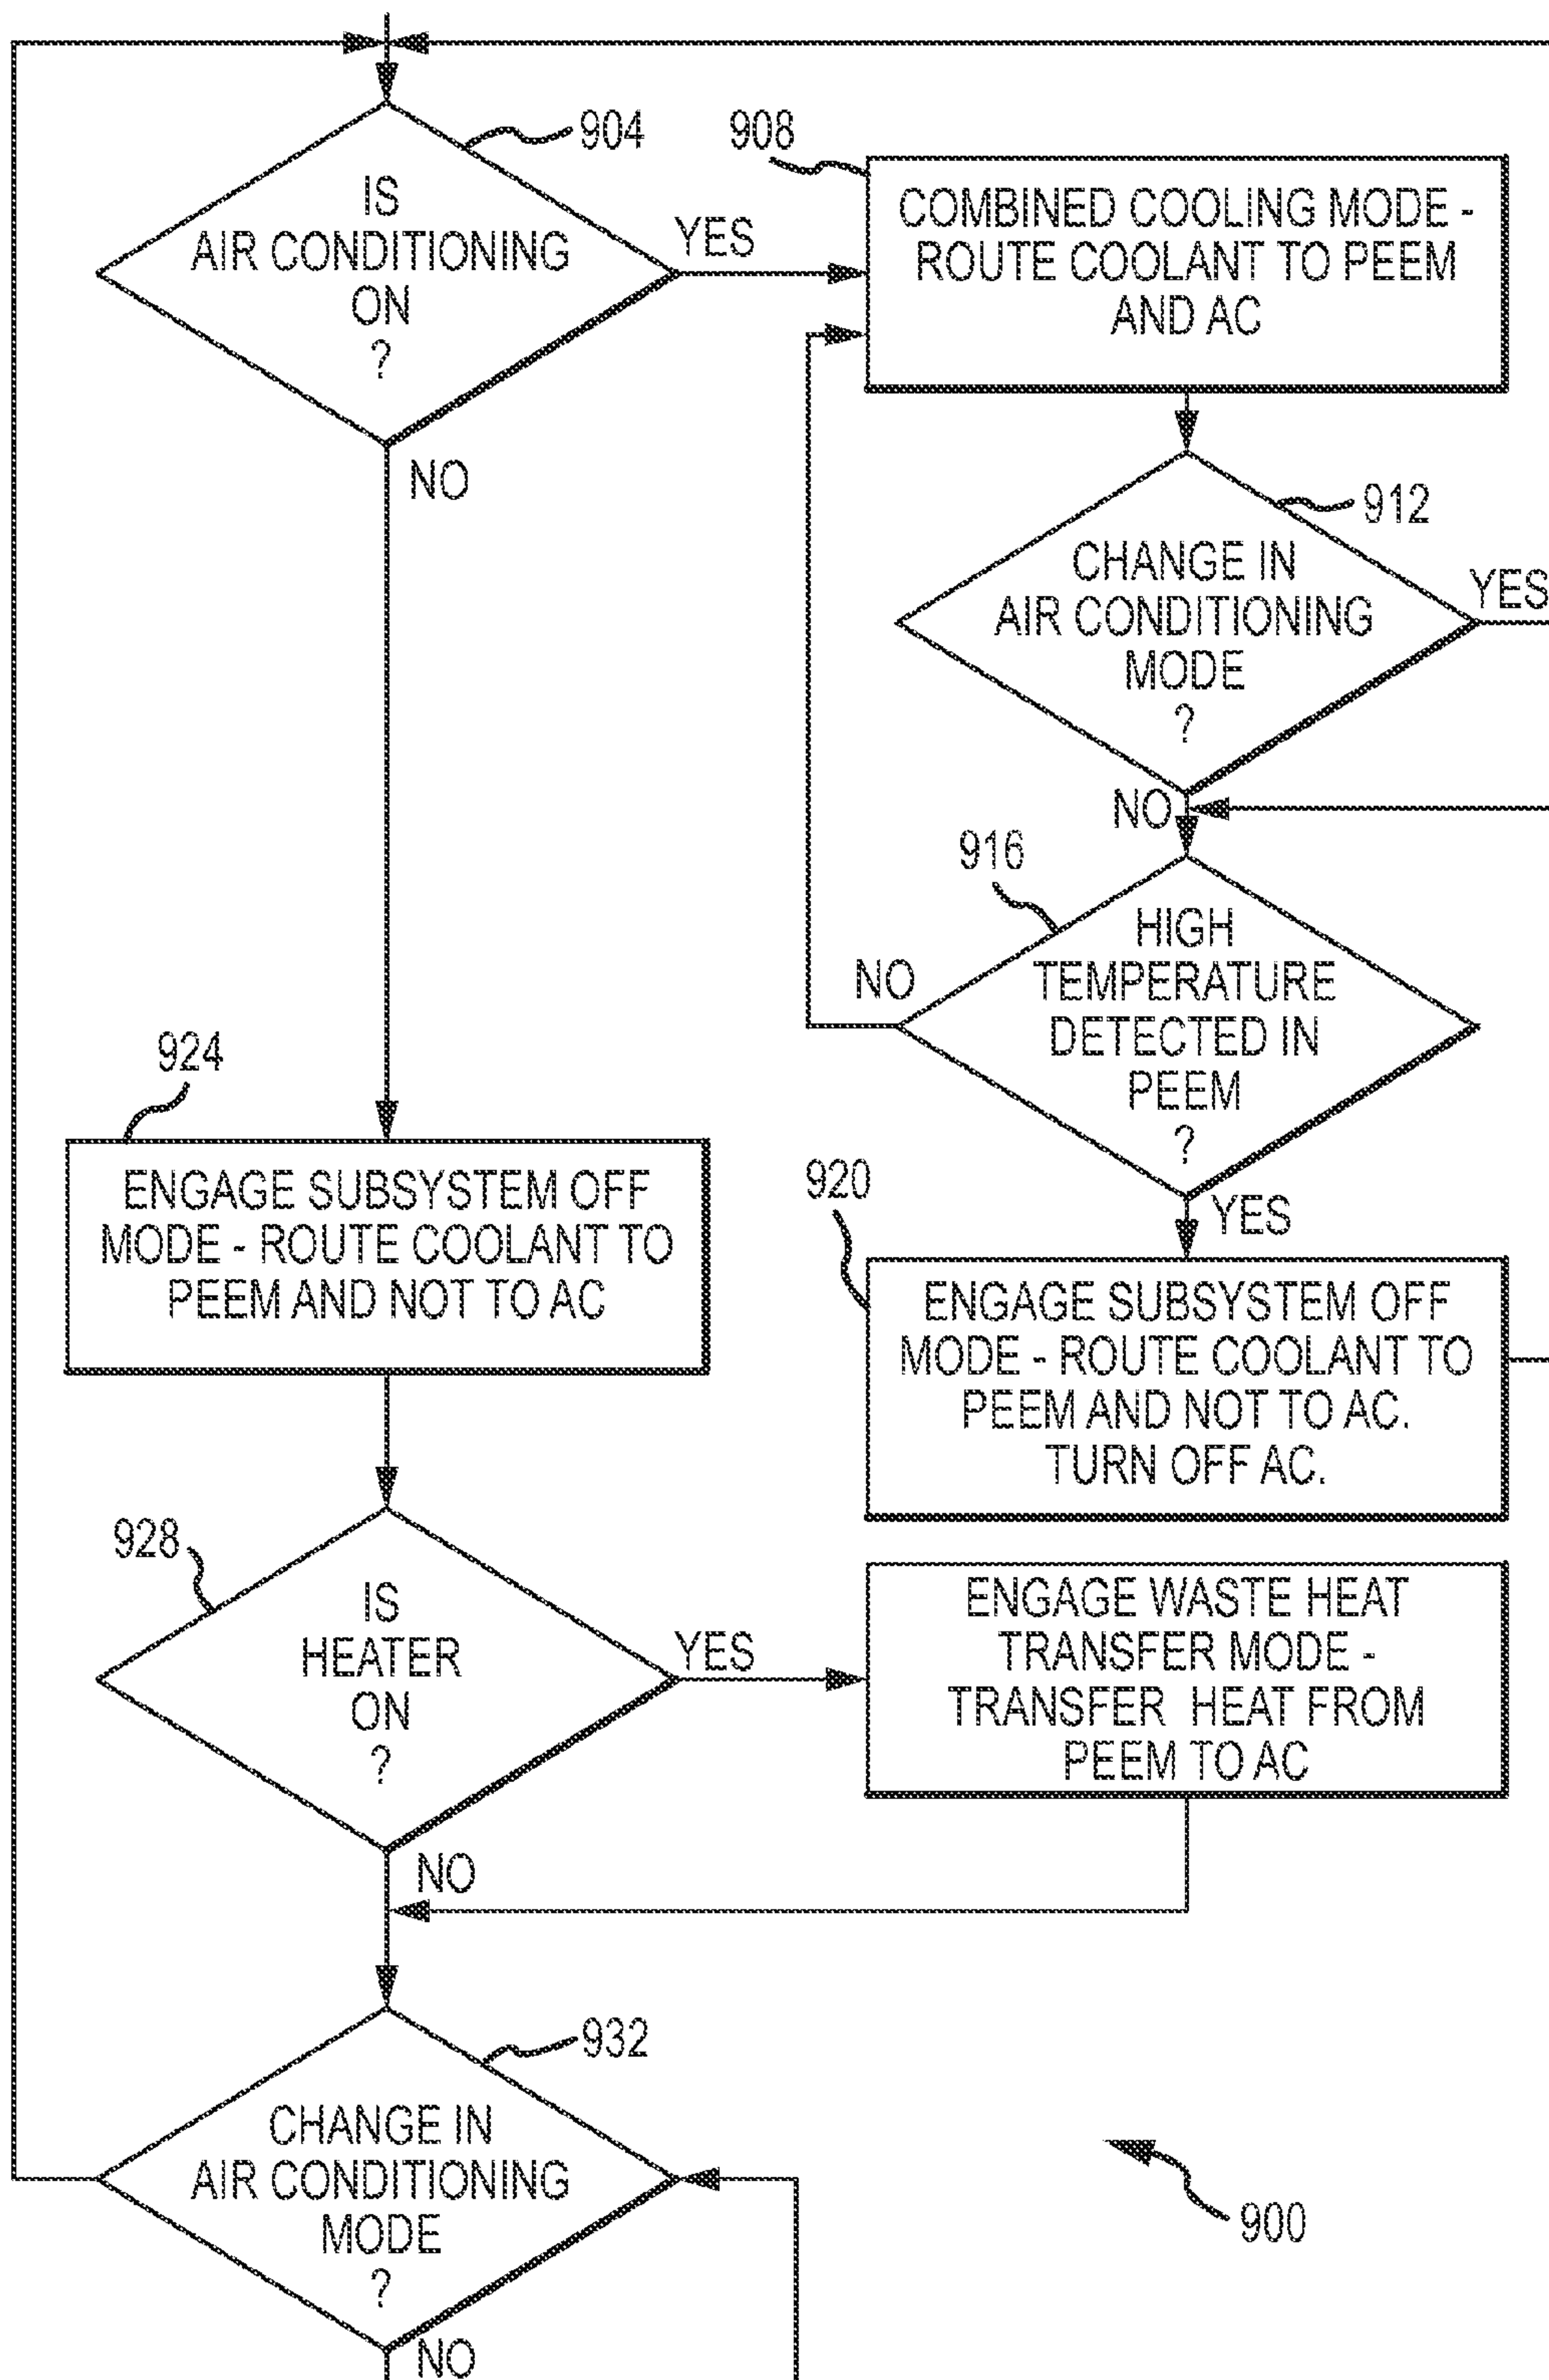 904
IS
AIR CONDITIONING
ON
?
YES
NO
908
COMBINED COOLING MODE -
ROUTE COOLANT TO PEEM
AND AC
912
CHANGE IN
AIR CONDITIONING
MODE
?
YES
NO
916
HIGH
TEMPERATURE
DETECTED IN
PEEM
?
NO
YES
920
ENGAGE SUBSYSTEM OFF
MODE - ROUTE COOLANT TO
PEEM AND NOT TO AC.
TURN OFF AC.
924
ENGAGE SUBSYSTEM OFF
MODE - ROUTE COOLANT TO
PEEM AND NOT TO AC
928
IS
HEATER
ON
?
YES
NO
ENGAGE WASTE HEAT
TRANSFER MODE -
TRANSFER HEAT FROM
PEEM TO AC
932
CHANGE IN
AIR CONDITIONING
MODE
?
NO
900